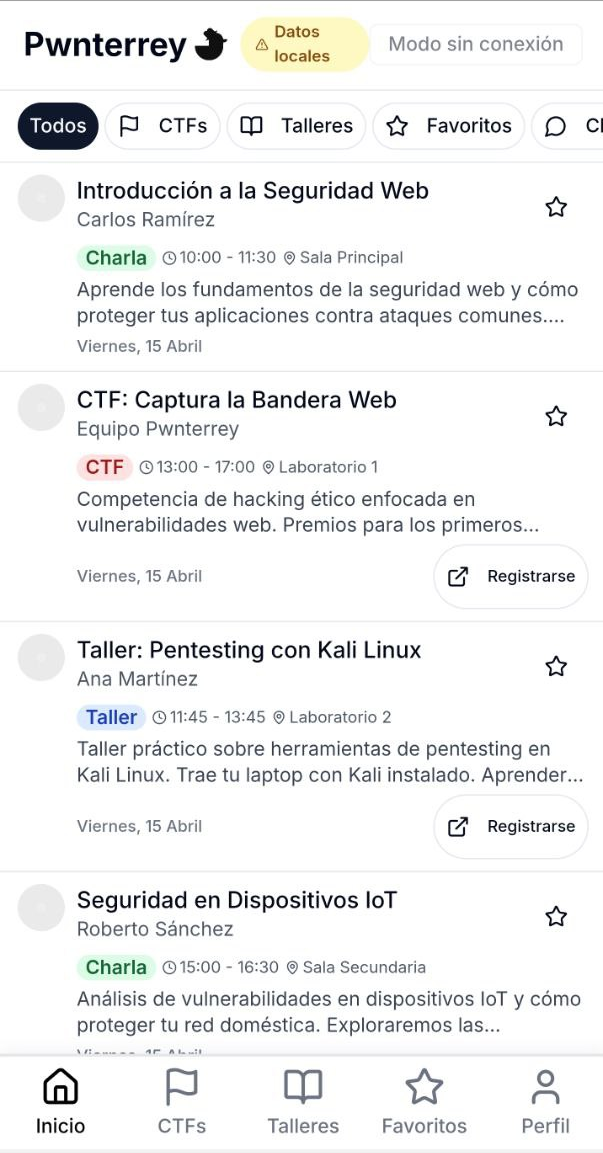 Pwnterrey
Datos
locales
Modo sin conexión
Todos
CTFs
Talleres
Favoritos
Introducción a la Seguridad Web
Carlos Ramírez
Charla 10:00 - 11:30 Sala Principal
Aprende los fundamentos de la seguridad web y cómo
proteger tus aplicaciones contra ataques comunes....
Viernes, 15 Abril
CTF: Captura la Bandera Web
Equipo Pwnterrey
CTF 13:00 - 17:00 Laboratorio 1
Competencia de hacking ético enfocada en
vulnerabilidades web. Premios para los primeros...
Viernes, 15 Abril
Registrarse
Taller: Pentesting con Kali Linux
Ana Martínez
Taller 11:45 - 13:45 Laboratorio 2
Taller práctico sobre herramientas de pentesting en
Kali Linux. Trae tu laptop con Kali instalado. Aprender...
Viernes, 15 Abril
Registrarse
Seguridad en Dispositivos IoT
Roberto Sánchez
Charla 15:00 - 16:30 Sala Secundaria
Análisis de vulnerabilidades en dispositivos IoT y cómo
proteger tu red doméstica. Exploraremos las...
Viernes, 15 Abril
Inicio
CTFs
Talleres
Favoritos
Perfil